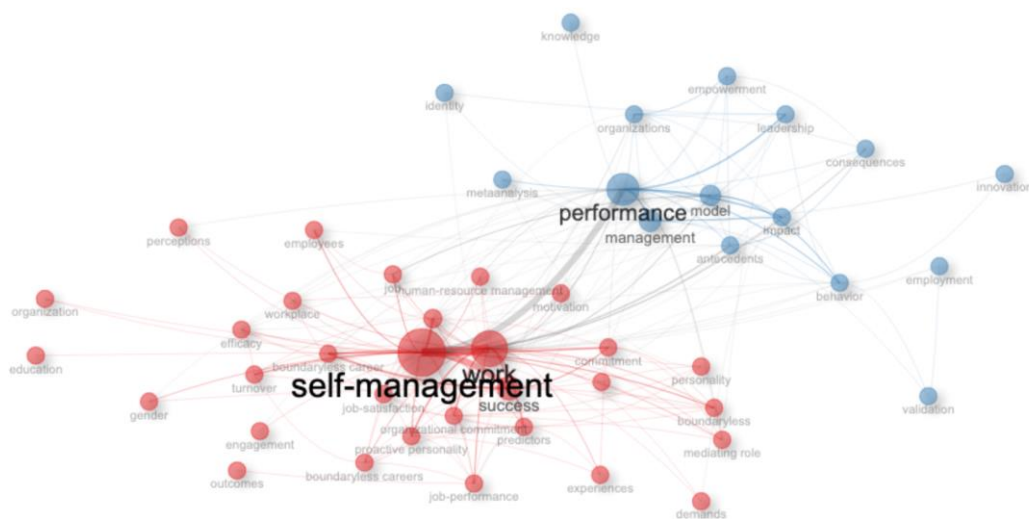 knowledge
empowerment
identity
organizations
leadership
consequences
innovation
metaanalysis
performance
model
impact
management
perceptions
employees
antecedents
job
human-resource management
employment
behavior
organization
workplace
motivation
efficacy
education
boundaryless career
commitment
work
turnover
self-management
personality
success
job-satisfaction
gender
validation
boundaryless
organizational commitment
predictors
engagement
proactive personality
mediating role
boundaryless careers
outcomes
job-performance
experiences
demands